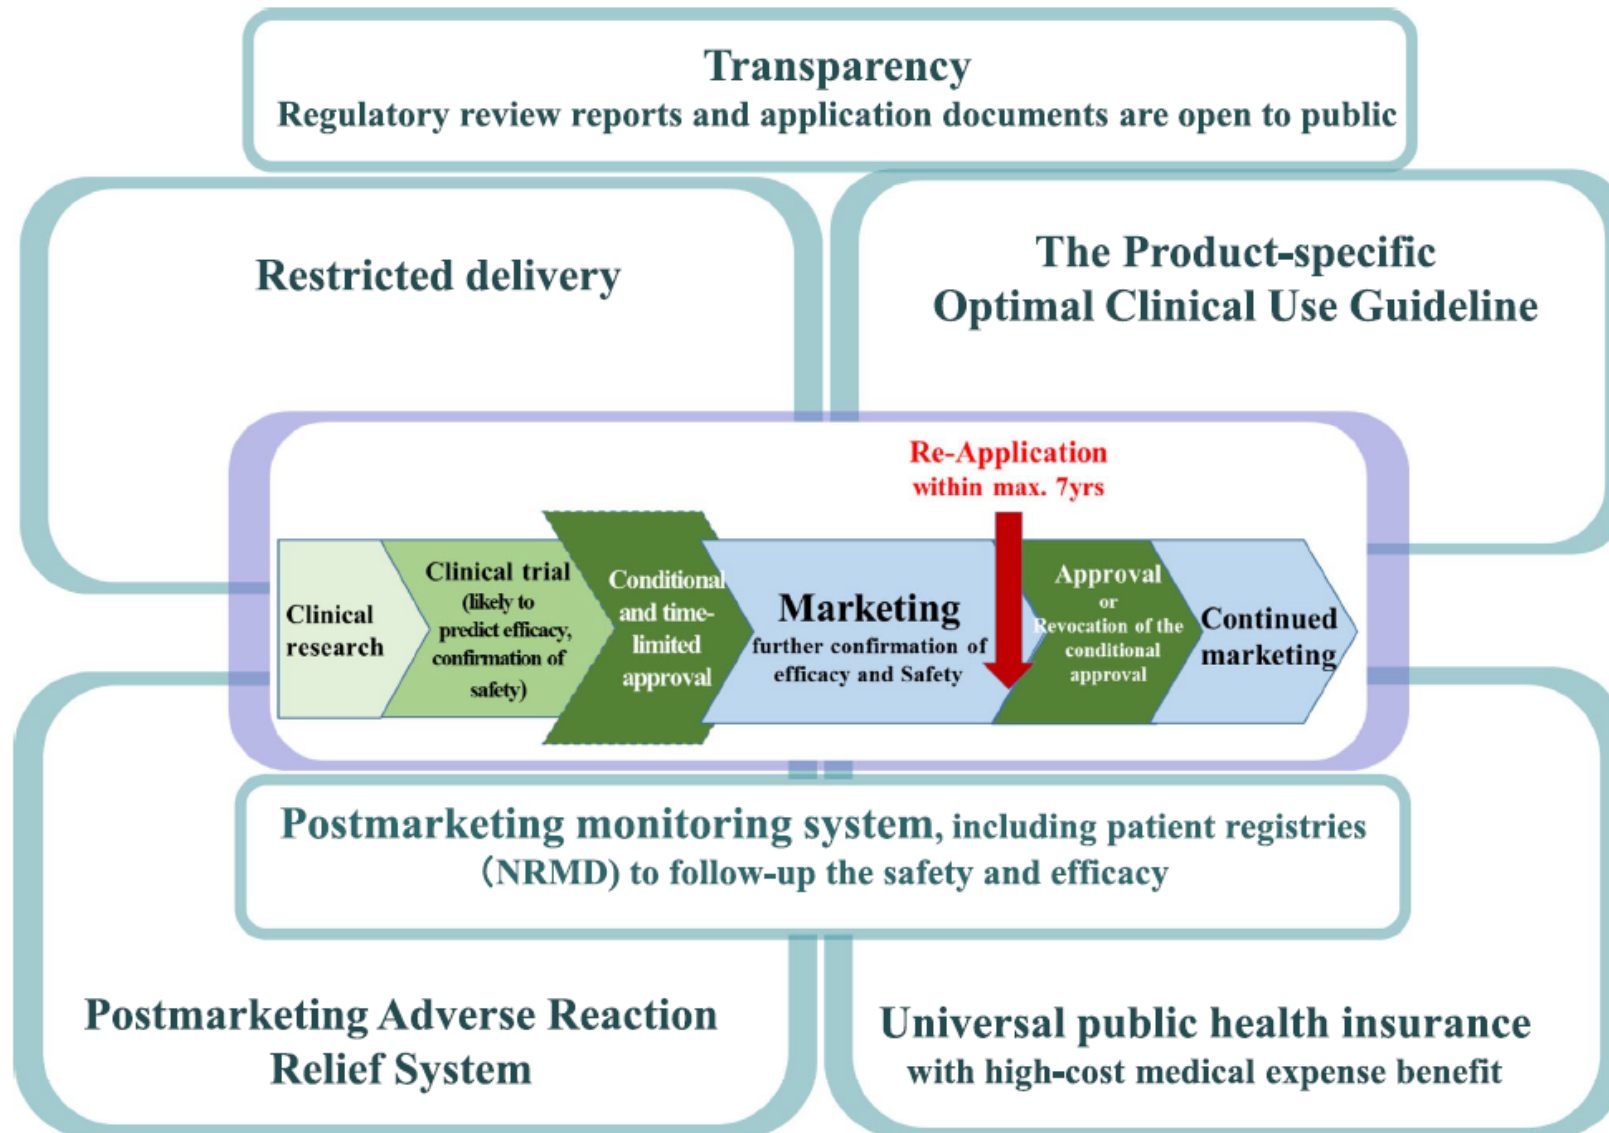 Transparency
Regulatory review reports and application documents are open to public
Restricted delivery
The Product-specific
Optimal Clinical Use Guideline
Re-Application
within max. 7yrs
Clinical
research
Clinical trial
(likely to
predict efficacy,
confirmation of
safety)
Conditional
and time-
limited
approval
Marketing
further confirmation of
efficacy and Safety
Approval
or
Revocation of the
conditional
approval
Continued
marketing
Postmarketing monitoring system, including patient registries
（NRMD) to follow-up the safety and efficacy
Postmarketing Adverse Reaction
Relief System
Universal public health insurance
with high-cost medical expense benefit